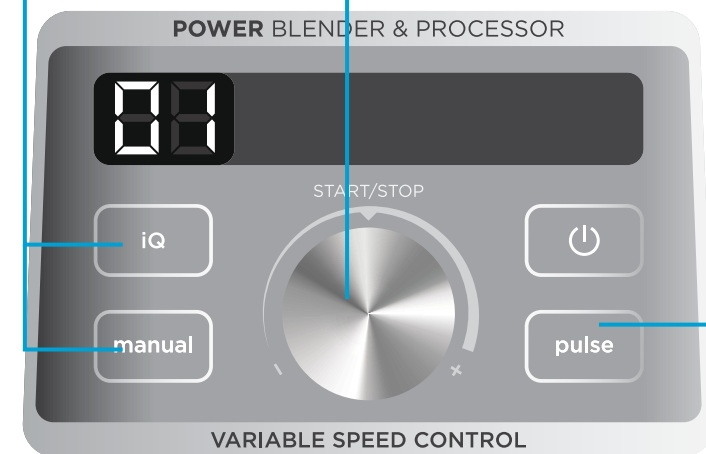 POWER BLENDER & PROCESSOR
01
START/STOP
iQ
manual
pulse
– +
VARIABLE SPEED CONTROL